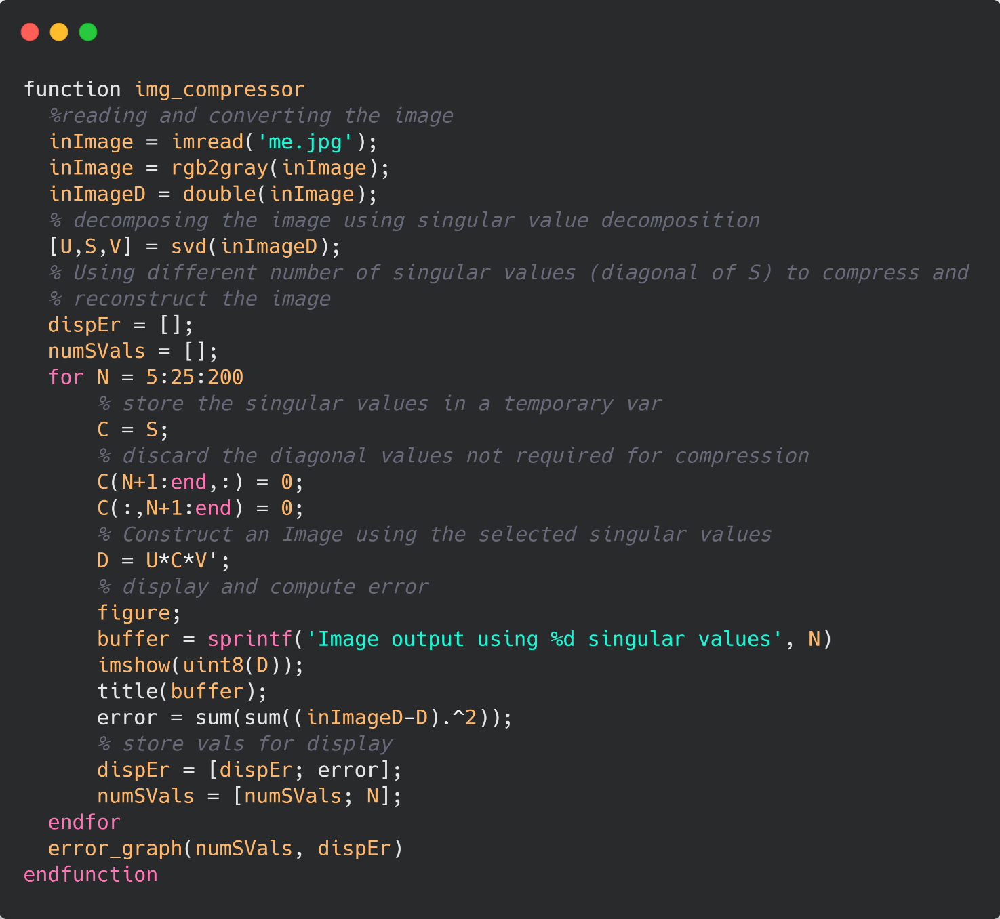 function img_compressor
  %reading and converting the image
  inImage = imread('me.jpg');
  inImage = rgb2gray(inImage);
  inImageD = double(inImage);
  % decomposing the image using singular value decomposition
  [U,S,V] = svd(inImageD);
  % Using different number of singular values (diagonal of S) to compress and
  % reconstruct the image
  dispEr = [];
  numSVals = [];
  for N = 5:25:200
      % store the singular values in a temporary var
      C = S;
      % discard the diagonal values not required for compression
      C(N+1:end,:) = 0;
      C(:,N+1:end) = 0;
      % Construct an Image using the selected singular values
      D = U*C*V';
      % display and compute error
      figure;
      buffer = sprintf('Image output using %d singular values', N)
      imshow(uint8(D));
      title(buffer);
      error = sum(sum((inImageD-D).^2));
      % store vals for display
      dispEr = [dispEr; error];
      numSVals = [numSVals; N];
  endfor
  error_graph(numSVals, dispEr)
endfunction